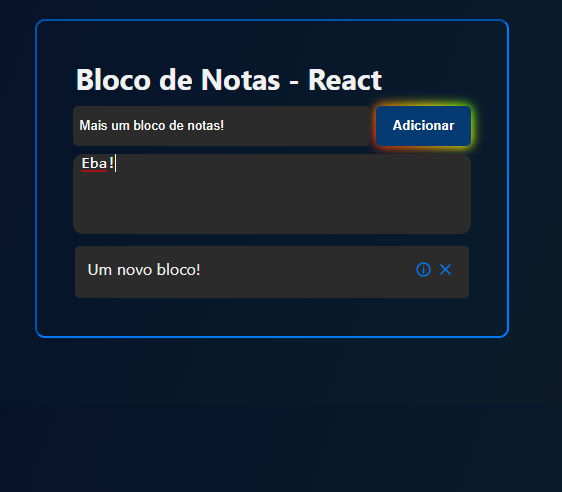 Bloco de Notas - React
Mais um bloco de notas!
Adicionar
Eba!
Um novo bloco!